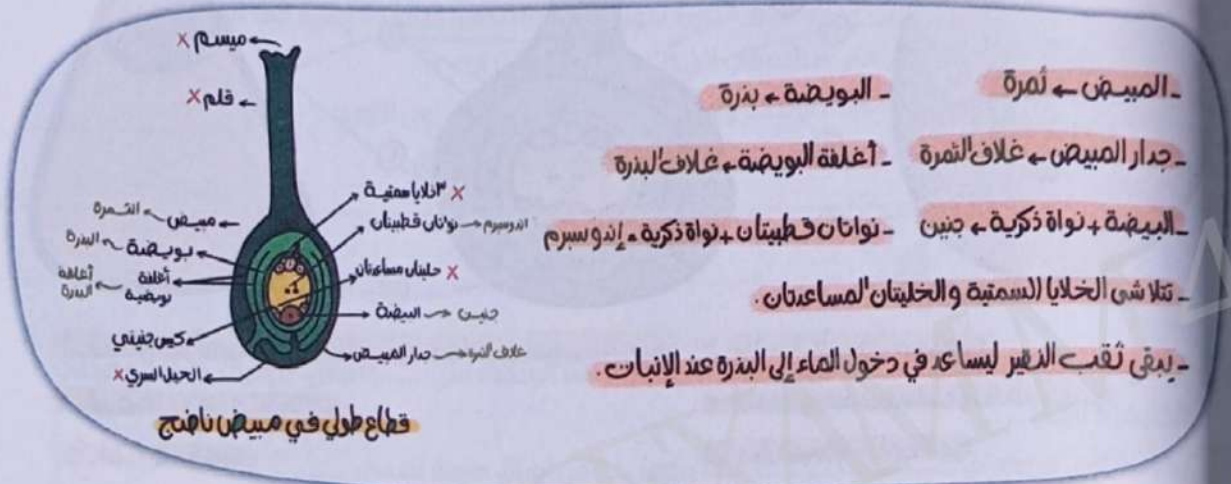 - المبيض ← ثمرة
- البويضة ← بذرة
- جدار المبيض ← غلاف الثمرة
- أغلفة البويضة ← غلاف البذرة
- البيضة + نواة ذكرية ← جنين
- نواتان قطبيتان + نواة ذكرية ← إندوسبرم
- تتلاشى الخلايا السمتية والخليتان المساعدتان.
- يبقى ثقب النقير ليساعد في دخول الماء إلى البذرة عند الإنبات.
ميسم X
قلم X
X ٣ خلايا سمتية
نواتان قطبيتان → اندوسبرم
X خليتان مساعدتان
البيضة → جنين
جدار المبيض → غلاف الثمرة
مبيض → الثمرة
بويضة → البذرة
أغلفة بويضية → أغلفة البذرة
كيس جنيني
الحبل السري X
قطاع طولي في مبيض ناضج